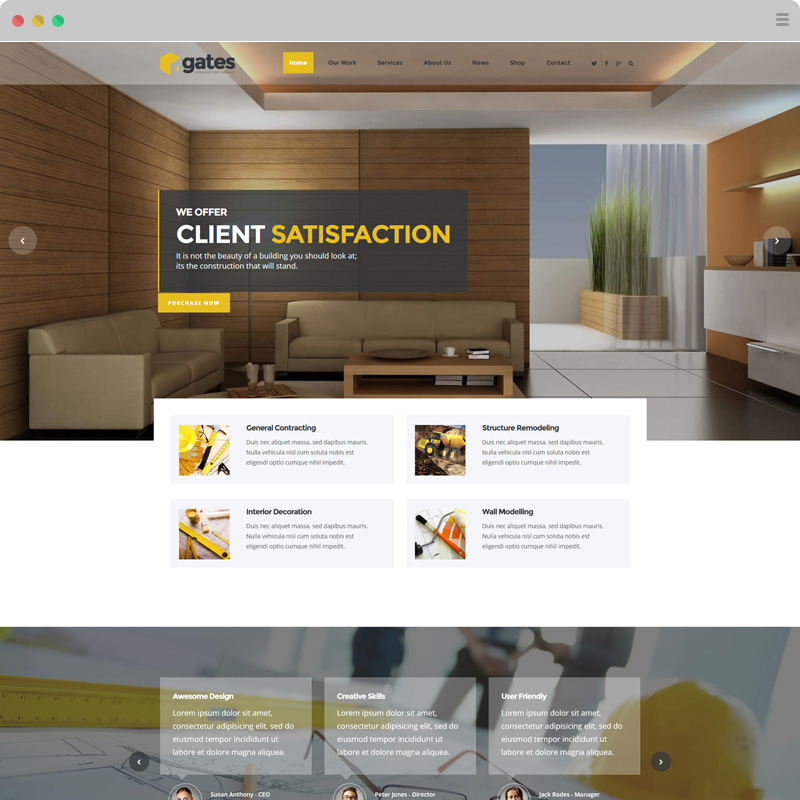 gates
Home
Our Work
Services
About Us
News
Shop
Contact
WE OFFER
CLIENT SATISFACTION
It is not the beauty of a building you should look at;
its the construction that will stand.
PURCHASE NOW
General Contracting
Duis nec aliquet massa, sed dapibus mauris.
Nulla vehicula nisl cum soluta nobis est
eligendi optio cumque nihil impedit.
Structure Remodeling
Duis nec aliquet massa, sed dapibus mauris.
Nulla vehicula nisl cum soluta nobis est
eligendi optio cumque nihil impedit.
Interior Decoration
Duis nec aliquet massa, sed dapibus mauris.
Nulla vehicula nisl cum soluta nobis est
eligendi optio cumque nihil impedit.
Wall Modelling
Duis nec aliquet massa, sed dapibus mauris.
Nulla vehicula nisl cum soluta nobis est
eligendi optio cumque nihil impedit.
Awesome Design
Lorem ipsum dolor sit amet,
consectetur adipisicing elit, sed do
eiusmod tempor incididunt ut
labore et dolore magna aliquea.
Susan Anthony - CEO
Creative Skills
Lorem ipsum dolor sit amet,
consectetur adipisicing elit, sed do
eiusmod tempor incididunt ut
labore et dolore magna aliquea.
Peter Jones - Director
User Friendly
Lorem ipsum dolor sit amet,
consectetur adipisicing elit, sed do
eiusmod tempor incididunt ut
labore et dolore magna aliquea.
Jack Rodes - Manager